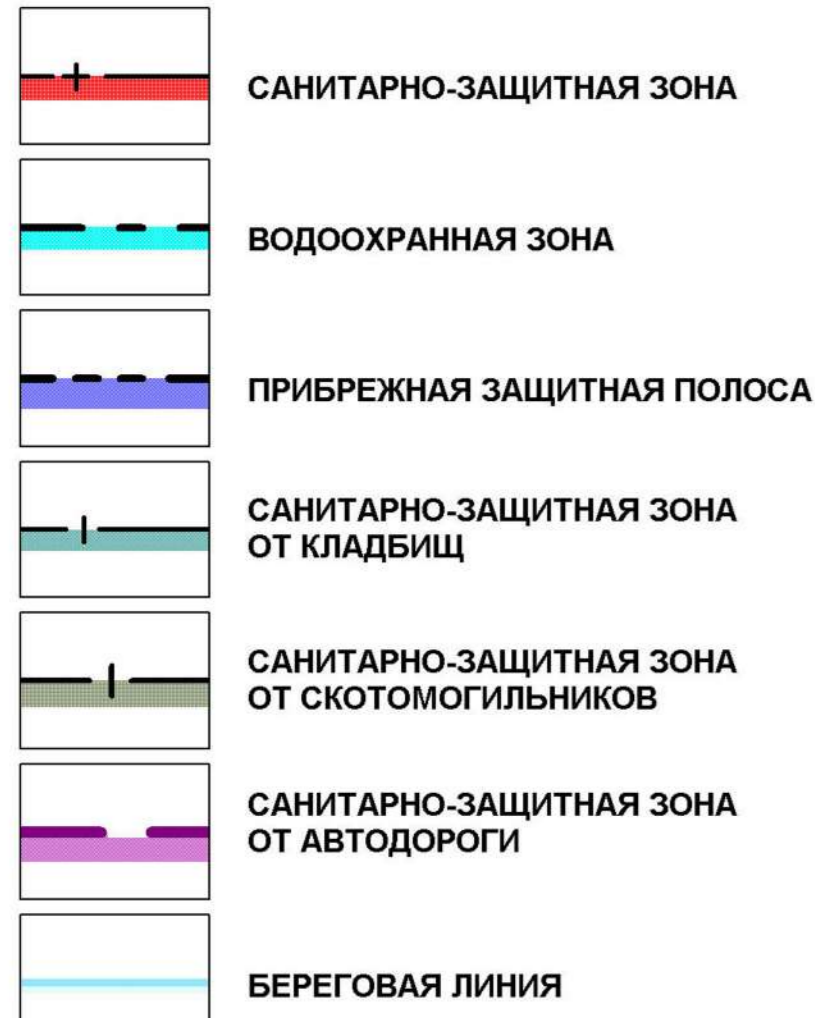 САНИТАРНО-ЗАЩИТНАЯ ЗОНА
ВОДООХРАННАЯ ЗОНА
ПРИБРЕЖНАЯ ЗАЩИТНАЯ ПОЛОСА
САНИТАРНО-ЗАЩИТНАЯ ЗОНА
ОТ КЛАДБИЩ
САНИТАРНО-ЗАЩИТНАЯ ЗОНА
ОТ СКОТОМОГИЛЬНИКОВ
САНИТАРНО-ЗАЩИТНАЯ ЗОНА
ОТ АВТОДОРОГИ
БЕРЕГОВАЯ ЛИНИЯ